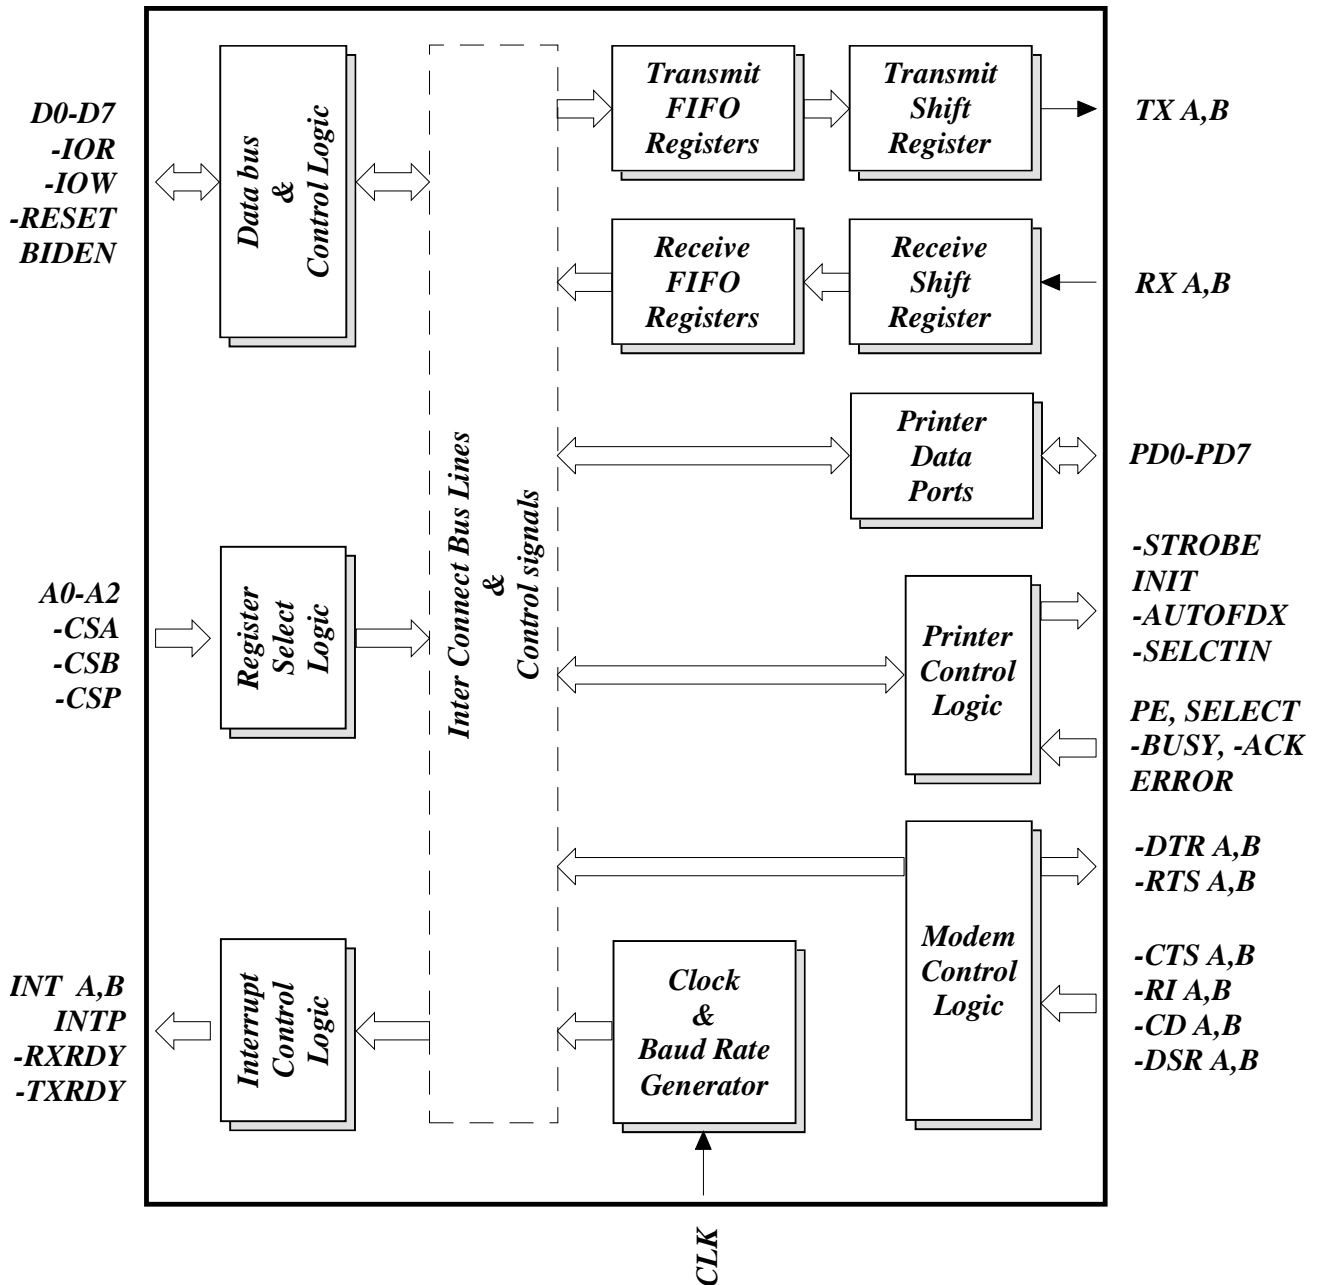 D0-D7
-IOR
-IOW
-RESET
BIDEN
A0-A2
-CSA
-CSB
-CSP
INT A,B
INTP
-RXRDY
-TXRDY
Data bus
&
Control Logic
Register
Select
Logic
Interrupt
Control
Logic
Inter Connect Bus Lines
&
Control signals
Transmit
FIFO
Registers
Transmit
Shift
Register
Receive
FIFO
Registers
Receive
Shift
Register
Printer
Data
Ports
Printer
Control
Logic
Modem
Control
Logic
Clock
&
Baud Rate
Generator
TX A,B
RX A,B
PD0-PD7
-STROBE
INIT
-AUTOFDX
-SELCTIN
PE, SELECT
-BUSY, -ACK
ERROR
-DTR A,B
-RTS A,B
-CTS A,B
-RI A,B
-CD A,B
-DSR A,B
CLK